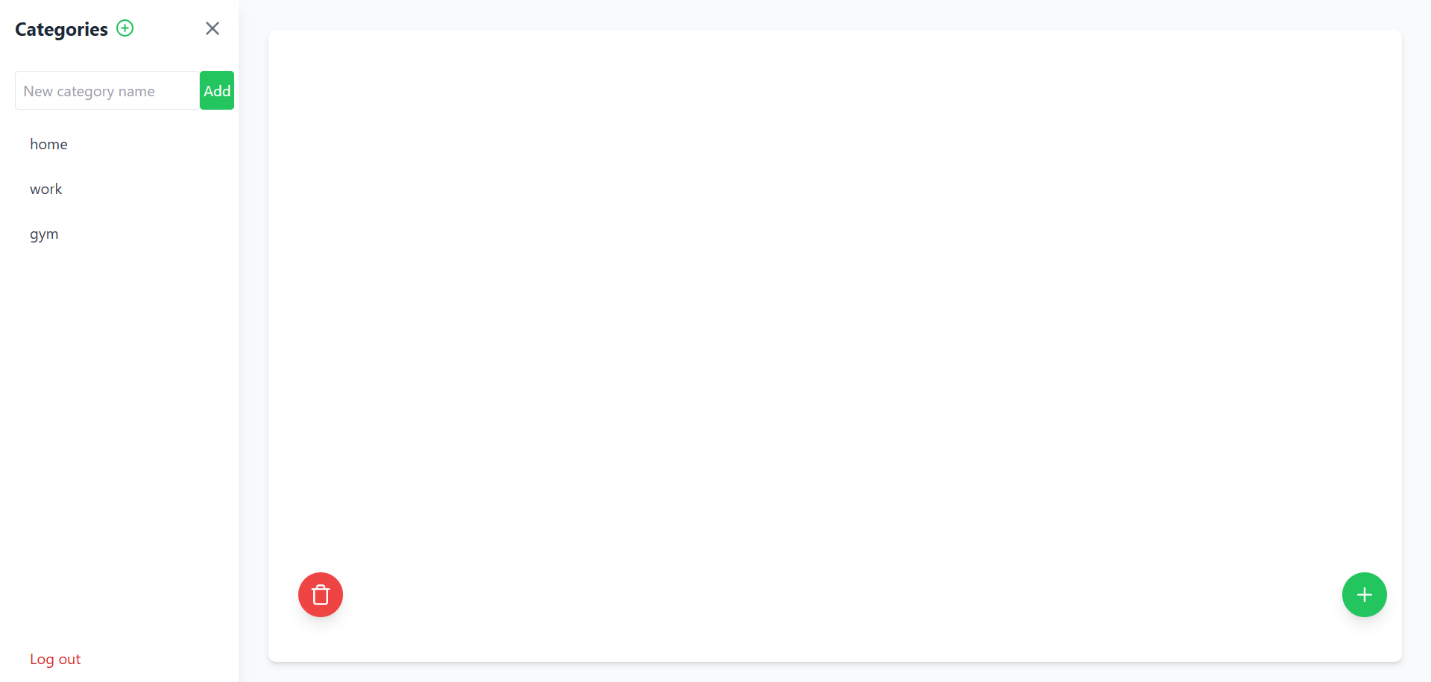 Categories
New category name
Add
home
work
gym
Log out